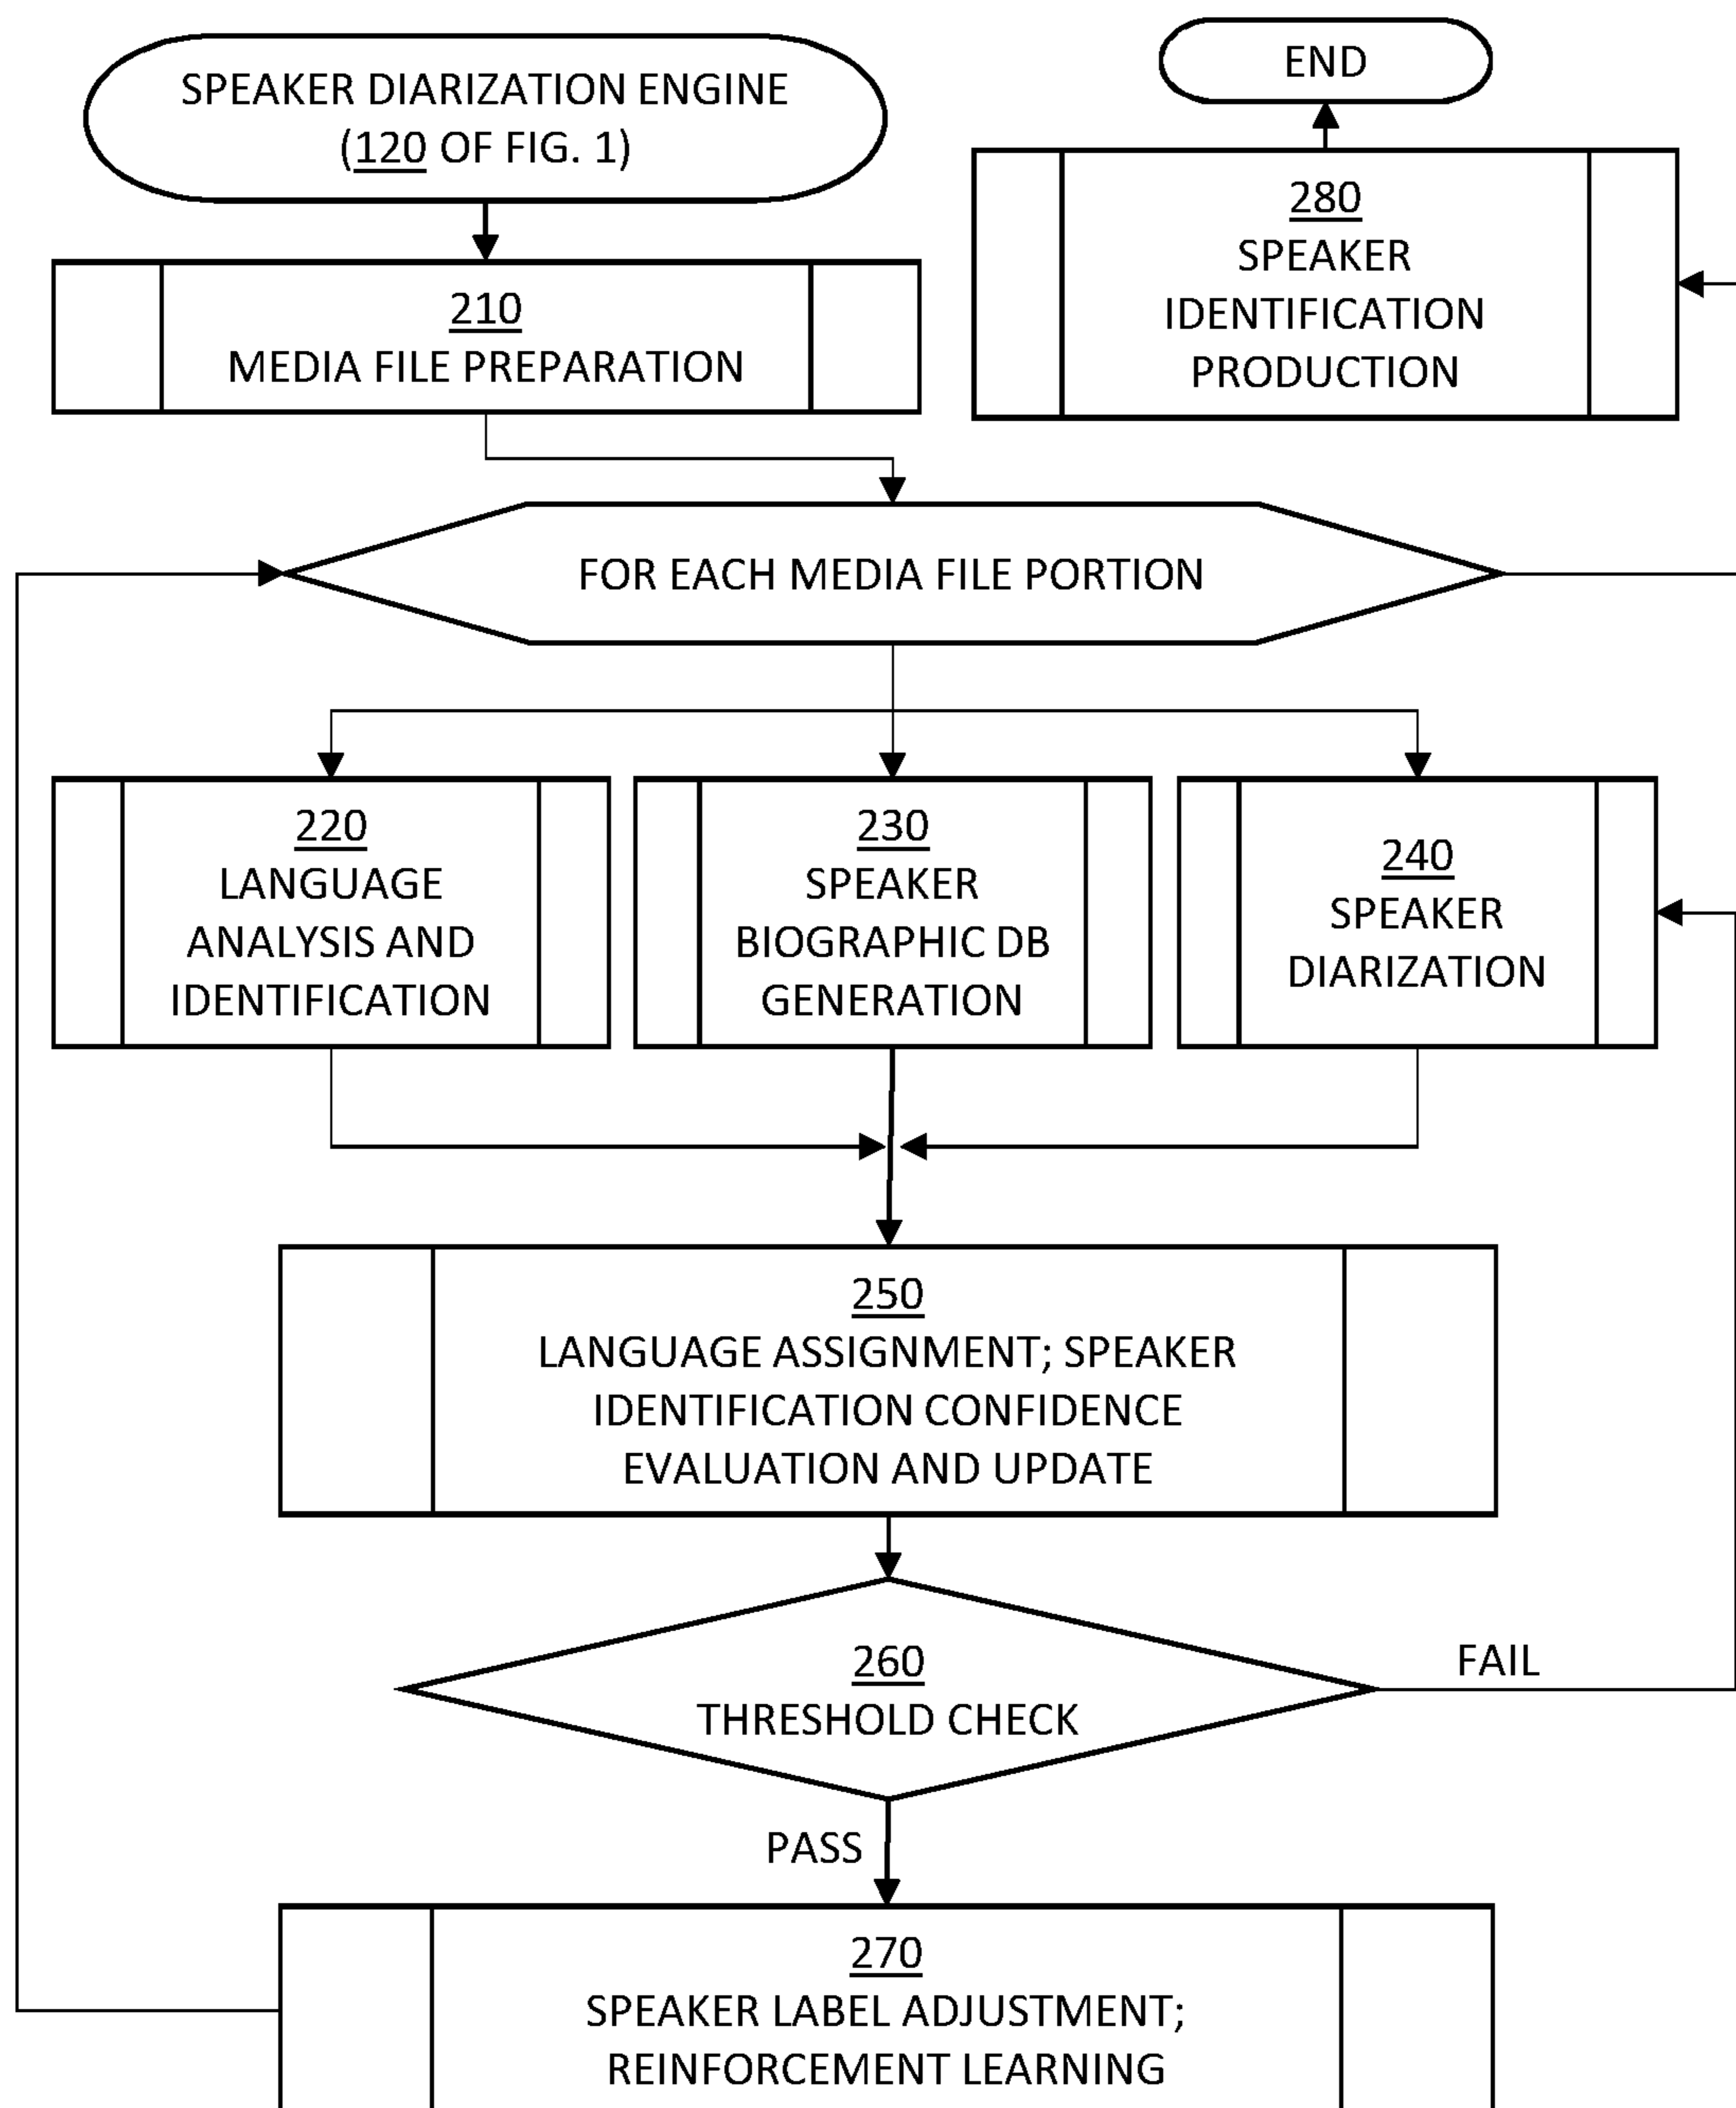 SPEAKER DIARIZATION ENGINE
(120 OF FIG. 1)
END
280
SPEAKER
IDENTIFICATION
PRODUCTION
210
MEDIA FILE PREPARATION
FOR EACH MEDIA FILE PORTION
220
LANGUAGE
ANALYSIS AND
IDENTIFICATION
230
SPEAKER
BIOGRAPHIC DB
GENERATION
240
SPEAKER
DIARIZATION
250
LANGUAGE ASSIGNMENT; SPEAKER
IDENTIFICATION CONFIDENCE
EVALUATION AND UPDATE
260
THRESHOLD CHECK
FAIL
PASS
270
SPEAKER LABEL ADJUSTMENT;
REINFORCEMENT LEARNING